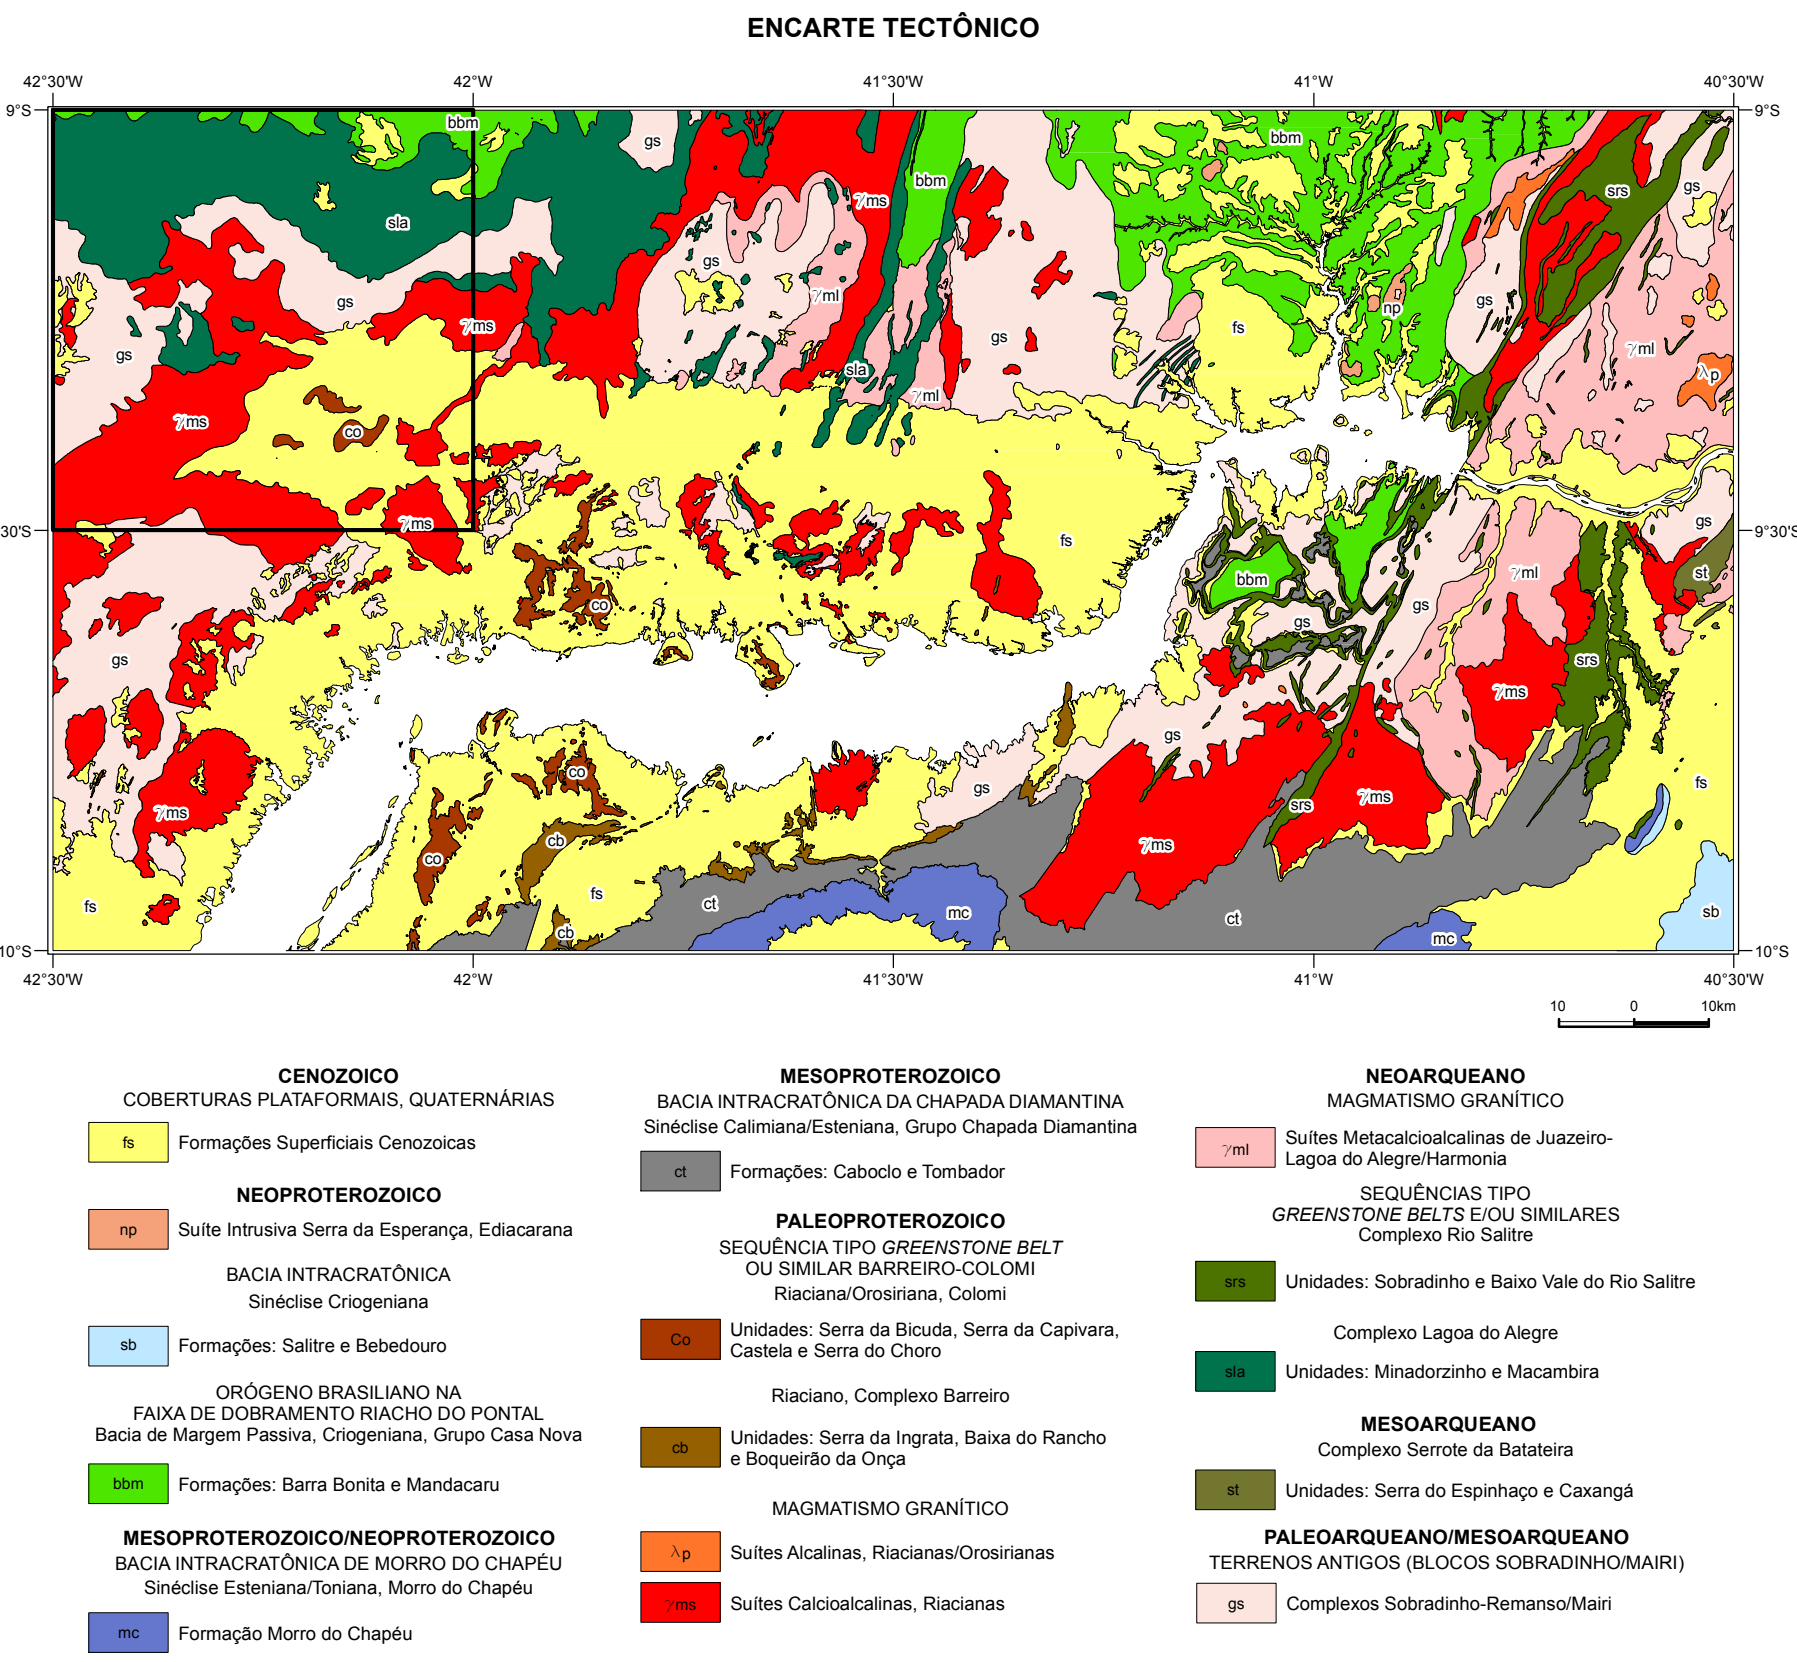 ENCARTE TECTÔNICO
42°30'W 42°W 41°30'W 41°W 40°30'W
9°S 9°S
bbm
gs
bbm
bbm
srs
gs
sla
γms
gs
gs
gs
γml
np
γms
gs
fs
gs
γml
sla
γml
λp
γms
co
γms
gs
30'S 9°30'S
fs
bbm
γml
st
co
gs
gs
gs
srs
γms
gs
co
fs
gs
γms
srs
γms
cb
γms
co
fs
fs
ct
mc
ct
sb
cb
mc
10°S 10°S
42°30'W 42°W 41°30'W 41°W 40°30'W
10 0 10km
CENOZOICO
COBERTURAS PLATAFORMAIS, QUATERNÁRIAS
fs Formações Superficiais Cenozoicas
NEOPROTEROZOICO
np Suíte Intrusiva Serra da Esperança, Ediacarana
BACIA INTRACRATÔNICA
Sinéclise Criogeniana
sb Formações: Salitre e Bebedouro
ORÓGENO BRASILIANO NA
FAIXA DE DOBRAMENTO RIACHO DO PONTAL
Bacia de Margem Passiva, Criogeniana, Grupo Casa Nova
bbm Formações: Barra Bonita e Mandacaru
MESOPROTEROZOICO/NEOPROTEROZOICO
BACIA INTRACRATÔNICA DE MORRO DO CHAPÉU
Sinéclise Esteniana/Toniana, Morro do Chapéu
mc Formação Morro do Chapéu
MESOPROTEROZOICO
BACIA INTRACRATÔNICA DA CHAPADA DIAMANTINA
Sinéclise Calimiana/Esteniana, Grupo Chapada Diamantina
ct Formações: Caboclo e Tombador
PALEOPROTEROZOICO
SEQUÊNCIA TIPO GREENSTONE BELT
OU SIMILAR BARREIRO-COLOMI
Riaciana/Orosiriana, Colomi
Co Unidades: Serra da Bicuda, Serra da Capivara,
Castela e Serra do Choro
Riaciano, Complexo Barreiro
cb Unidades: Serra da Ingrata, Baixa do Rancho
e Boqueirão da Onça
MAGMATISMO GRANÍTICO
λp Suítes Alcalinas, Riacianas/Orosirianas
γms Suítes Calcioalcalinas, Riacianas
NEOARQUEANO
MAGMATISMO GRANÍTICO
γml Suítes Metacalcioalcalinas de Juazeiro-
Lagoa do Alegre/Harmonia
SEQUÊNCIAS TIPO
GREENSTONE BELTS E/OU SIMILARES
Complexo Rio Salitre
srs Unidades: Sobradinho e Baixo Vale do Rio Salitre
Complexo Lagoa do Alegre
sla Unidades: Minadorzinho e Macambira
MESOARQUEANO
Complexo Serrote da Batateira
st Unidades: Serra do Espinhaço e Caxangá
PALEOARQUEANO/MESOARQUEANO
TERRENOS ANTIGOS (BLOCOS SOBRADINHO/MAIRI)
gs Complexos Sobradinho-Remanso/Mairi